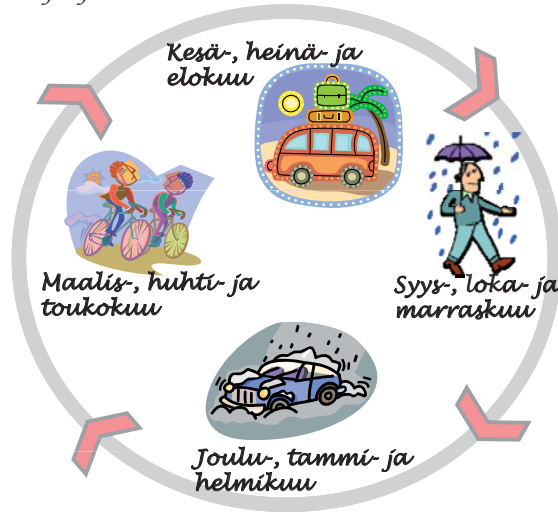 Kesä-, heinä- ja
elokuu
Maalis-, huhti- ja
toukokuu
Syys-, loka- ja
marraskuu
Joulu-, tammi- ja
helmikuu